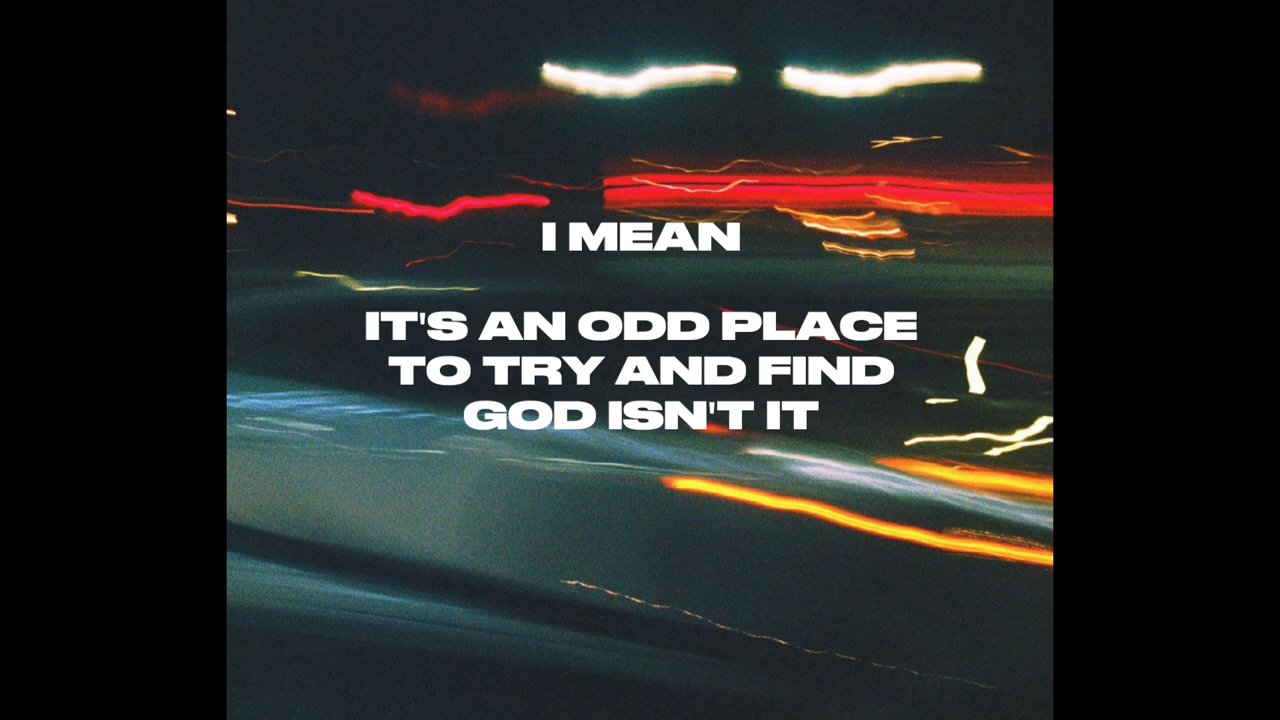 I MEAN
IT'S AN ODD PLACE
TO TRY AND FIND
GOD ISN'T IT